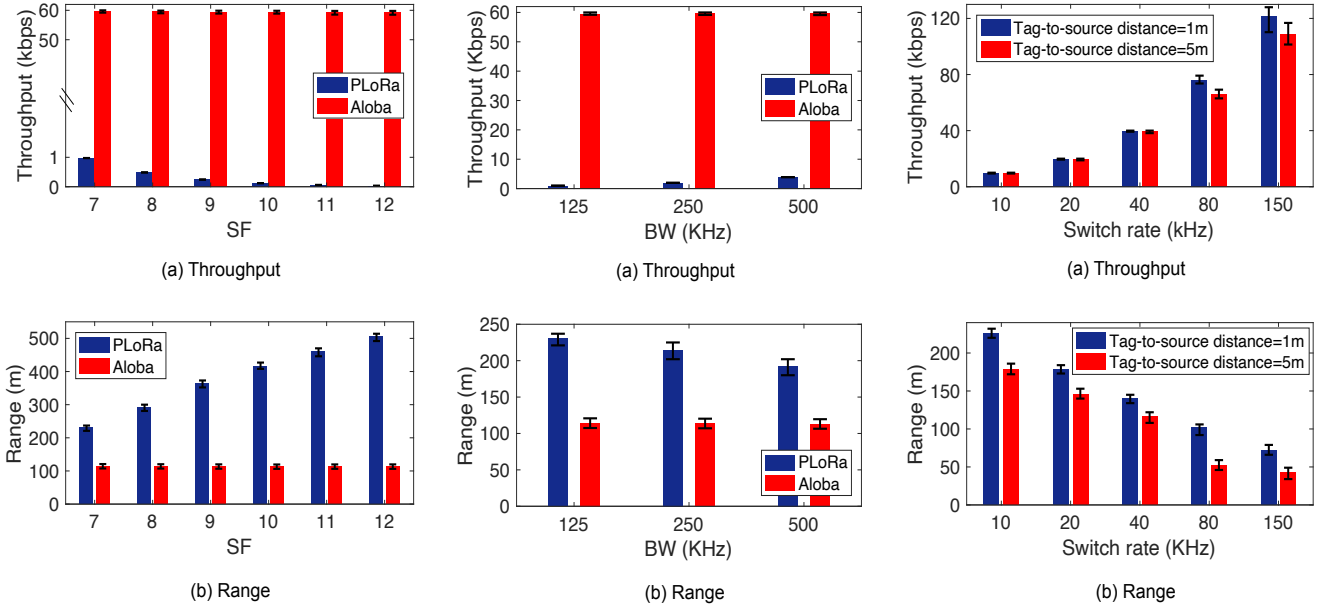 60
50
1
0
Throughput (kbps)
PLoRa
Aloba
7 8 9 10 11 12
SF
(a) Throughput
60
50
40
30
20
10
0
Throughput (Kbps)
PLoRa
Aloba
125 250 500
BW (KHz)
(a) Throughput
120
80
40
0
Throughput (kbps)
Tag-to-source distance=1m
Tag-to-source distance=5m
10 20 40 80 150
Switch rate (kHz)
(a) Throughput
500
400
300
200
100
0
Range (m)
PLoRa
Aloba
7 8 9 10 11 12
SF
(b) Range
250
200
150
100
50
0
Range (m)
PLoRa
Aloba
125 250 500
BW (KHz)
(b) Range
200
150
100
50
0
Range (m)
Tag-to-source distance=1m
Tag-to-source distance=5m
10 20 40 80 150
Switch rate (KHz)
(b) Range